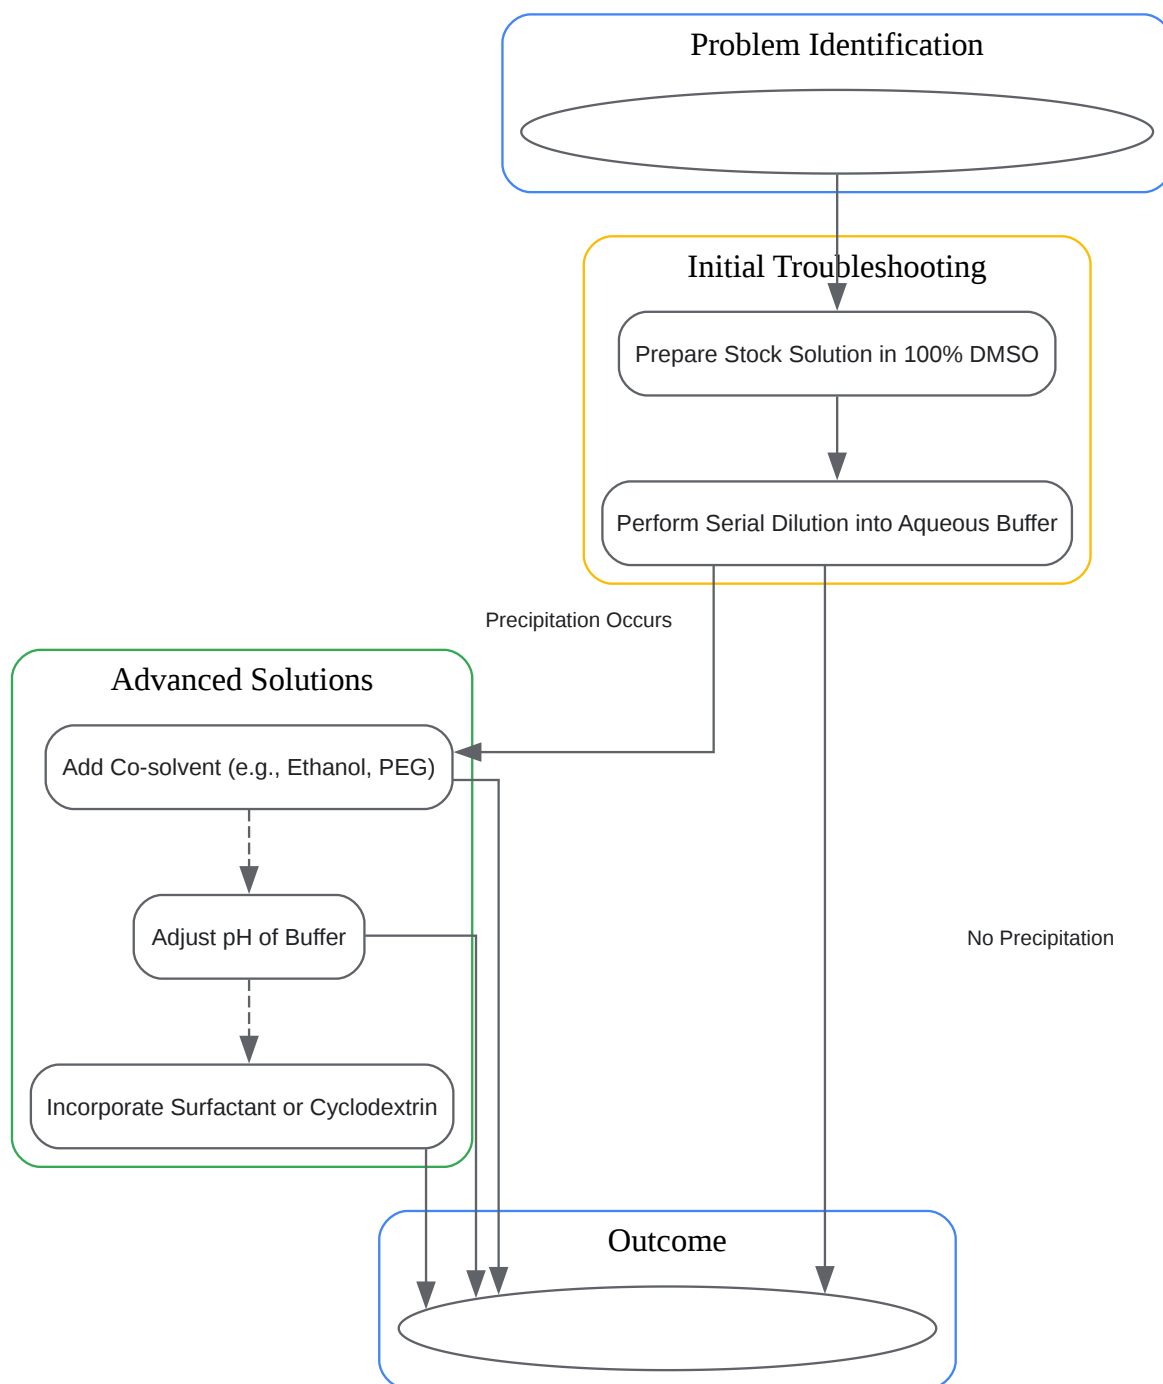 Problem Identification
Initial Troubleshooting
Prepare Stock Solution in 100% DMSO
Perform Serial Dilution into Aqueous Buffer
Precipitation Occurs
Advanced Solutions
Add Co-solvent (e.g., Ethanol, PEG)
Adjust pH of Buffer
No Precipitation
Incorporate Surfactant or Cyclodextrin
Outcome